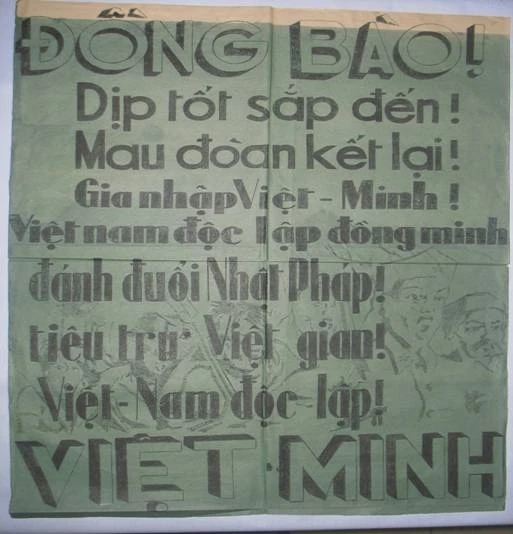 ĐỒNG BÀO!
Dịp tốt sắp đến!
Mau đoàn kết lại!
Gia nhập Việt-Minh!
Việt nam độc lập đồng minh
đánh đuổi Nhật Pháp!
tiêu trừ Việt gian!
Việt-Nam độc lập!
VIỆT-MINH